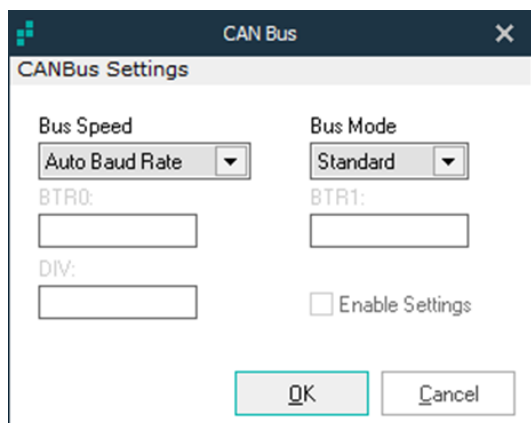 CAN Bus
CANBus Settings
Bus Speed
Bus Mode
Auto Baud Rate
Standard
BTR0:
BTR1:
DIV:
Enable Settings
OK
Cancel